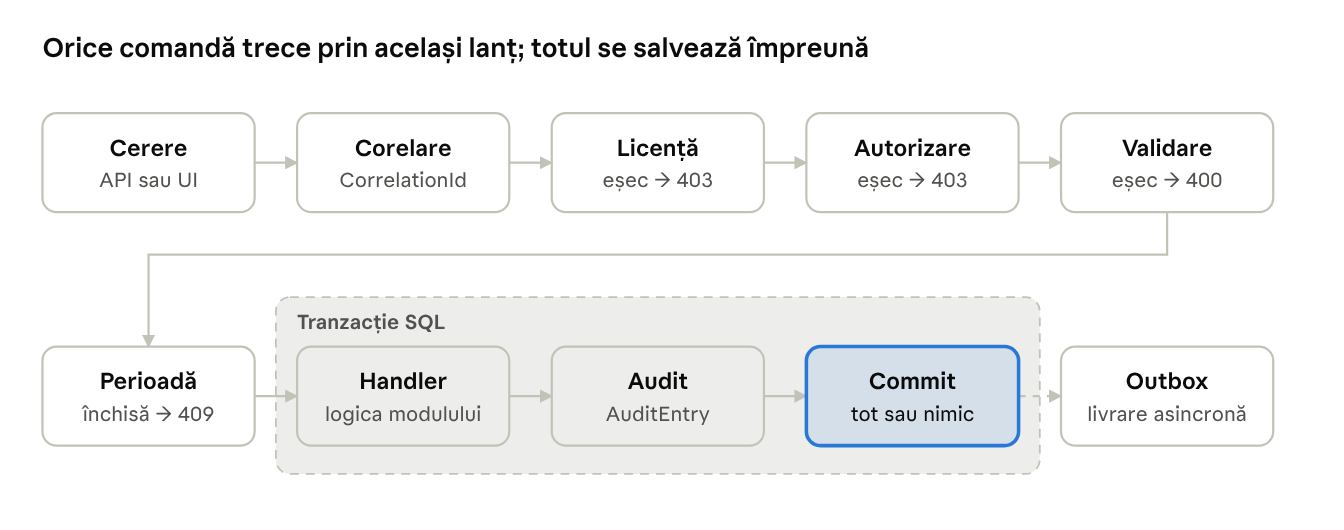 Orice comandă trece prin același lanț; totul se salvează împreună
Cerere
API sau UI
Corelare
CorrelationId
Licență
eșec → 403
Autorizare
eșec → 403
Validare
eșec → 400
Tranzacție SQL
Perioadă
închisă → 409
Handler
logica modulului
Audit
AuditEntry
Commit
tot sau nimic
Outbox
livrare asincronă